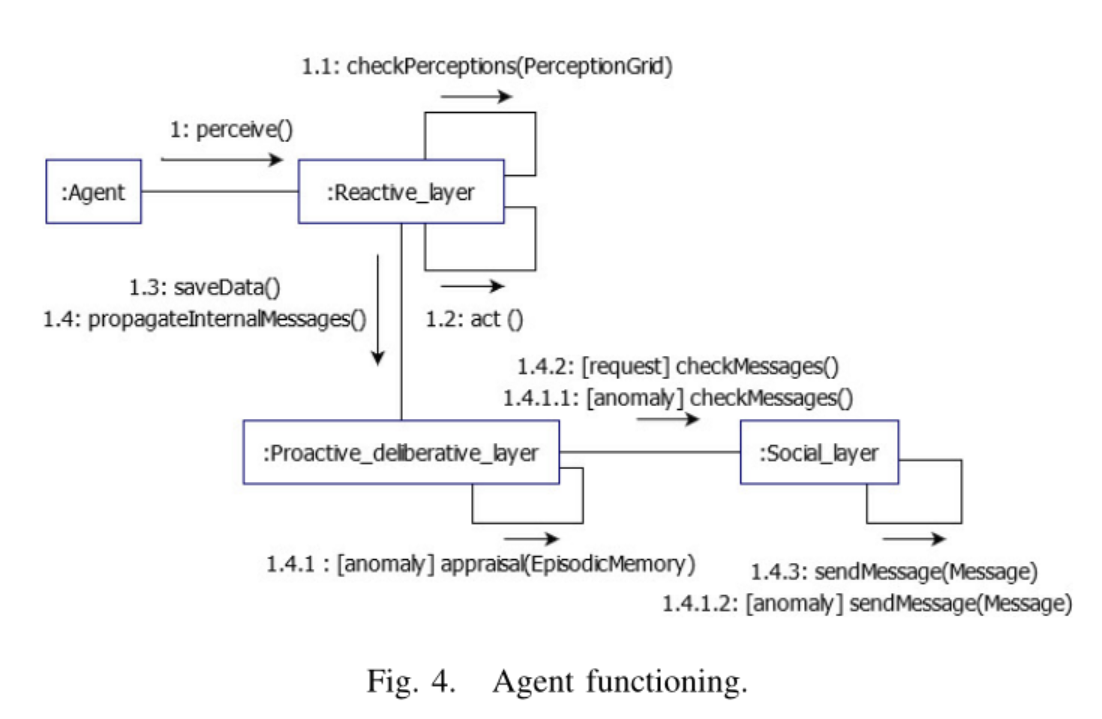 1.1: checkPerceptions(PerceptionGrid)
1: perceive()
:Agent
:Reactive_layer
1.3: saveData()
1.4: propagateInternalMessages()
1.2: act ()
1.4.2: [request] checkMessages()
1.4.1.1: [anomaly] checkMessages()
:Proactive_deliberative_layer
:Social_layer
1.4.1 : [anomaly] appraisal(EpisodicMemory)
1.4.3: sendMessage(Message)
1.4.1.2: [anomaly] sendMessage(Message)
Fig. 4. Agent functioning.